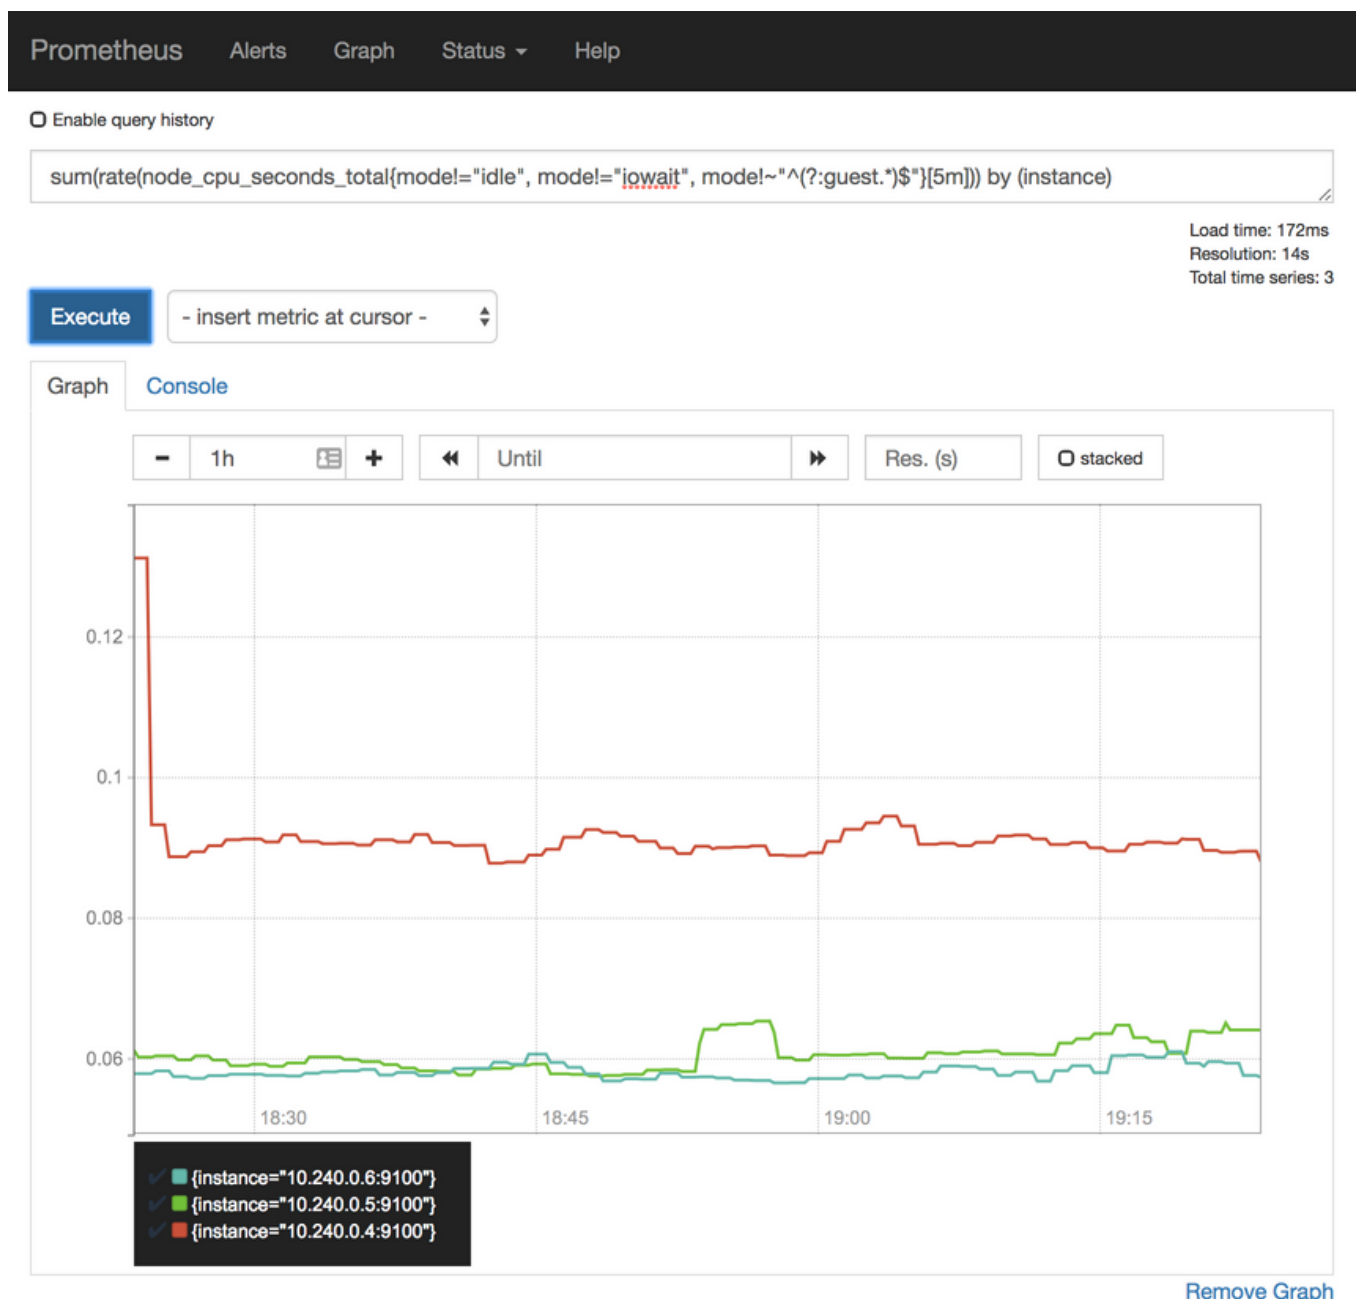 Prometheus Alerts Graph Status Help
Enable query history
sum(rate(node_cpu_seconds_total{mode!="idle", mode!="iowait", mode!~"^(?:guest.*)$"}[5m])) by (instance)
Load time: 172ms
Resolution: 14s
Total time series: 3
Execute - insert metric at cursor -
Graph Console
1h Until Res. (s) stacked
0.12
0.1
0.08
0.06
18:30 18:45 19:00 19:15
{instance="10.240.0.6:9100"}
{instance="10.240.0.5:9100"}
{instance="10.240.0.4:9100"}
Remove Graph